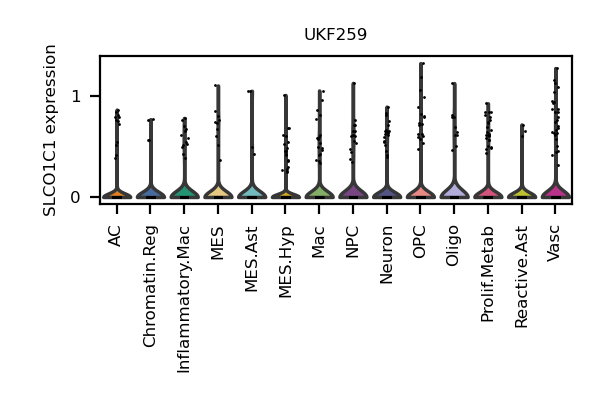 UKF259
SLCO1C1 expression
1
0
AC
Chromatin.Reg
Inflammatory.Mac
MES
MES.Ast
MES.Hyp
Mac
NPC
Neuron
OPC
Oligo
Prolif.Metab
Reactive.Ast
Vasc